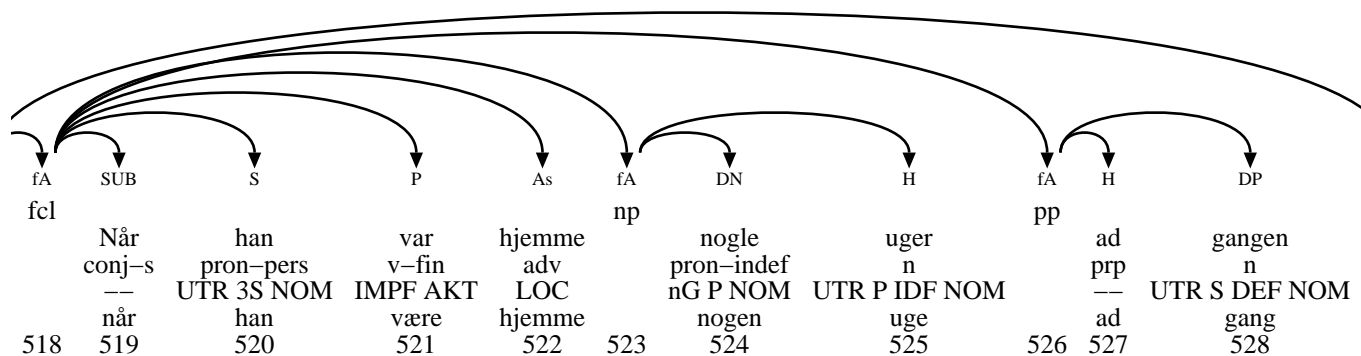 fA SUB S P As fA DN H fA H DP
fcl np pp
Når han var hjemme nogle uger ad gangen
conj−s pron−pers v−fin adv pron−indef n prp n
−− UTR 3S NOM IMPF AKT LOC nG P NOM UTR P IDF NOM −− UTR S DEF NOM
når han være hjemme nogen uge ad gang
518 519 520 521 522 523 524 525 526 527 528